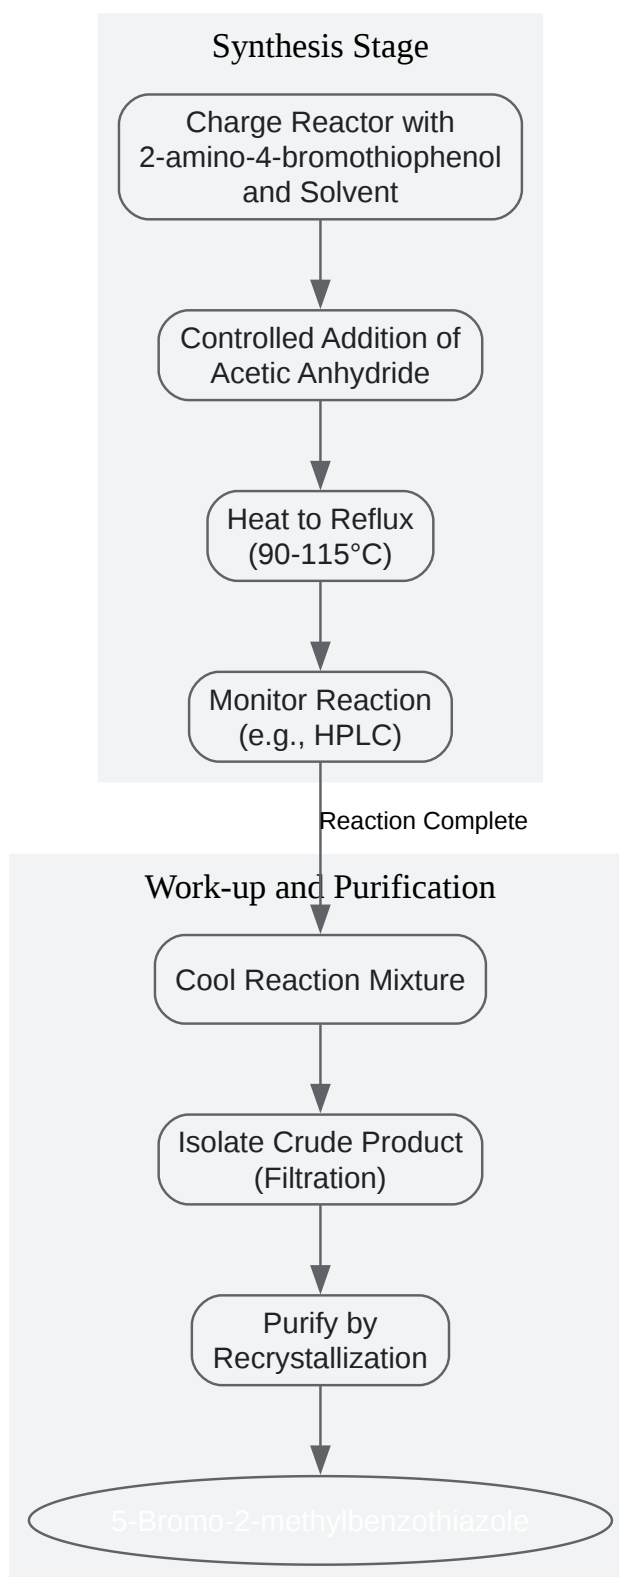 Synthesis Stage
Charge Reactor with
2-amino-4-bromothiophenol
and Solvent
Controlled Addition of
Acetic Anhydride
Heat to Reflux
(90-115°C)
Monitor Reaction
(e.g., HPLC)
Reaction Complete
Work-up and Purification
Cool Reaction Mixture
Isolate Crude Product
(Filtration)
Purify by
Recrystallization
5-Bromo-2-methylbenzothiazole